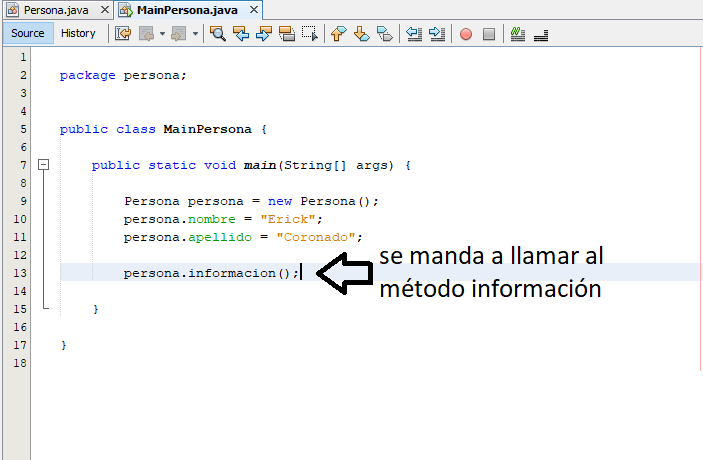 Persona.java
MainPersona.java
Source
History
1
2 package persona;
3
4
5 public class MainPersona {
6
7 public static void main(String[] args) {
8
9 Persona persona = new Persona();
10 persona.nombre = "Erick";
11 persona.apellido = "Coronado";
12
13 persona.informacion();
14
15 }
16
17 }
18
se manda a llamar al
método información